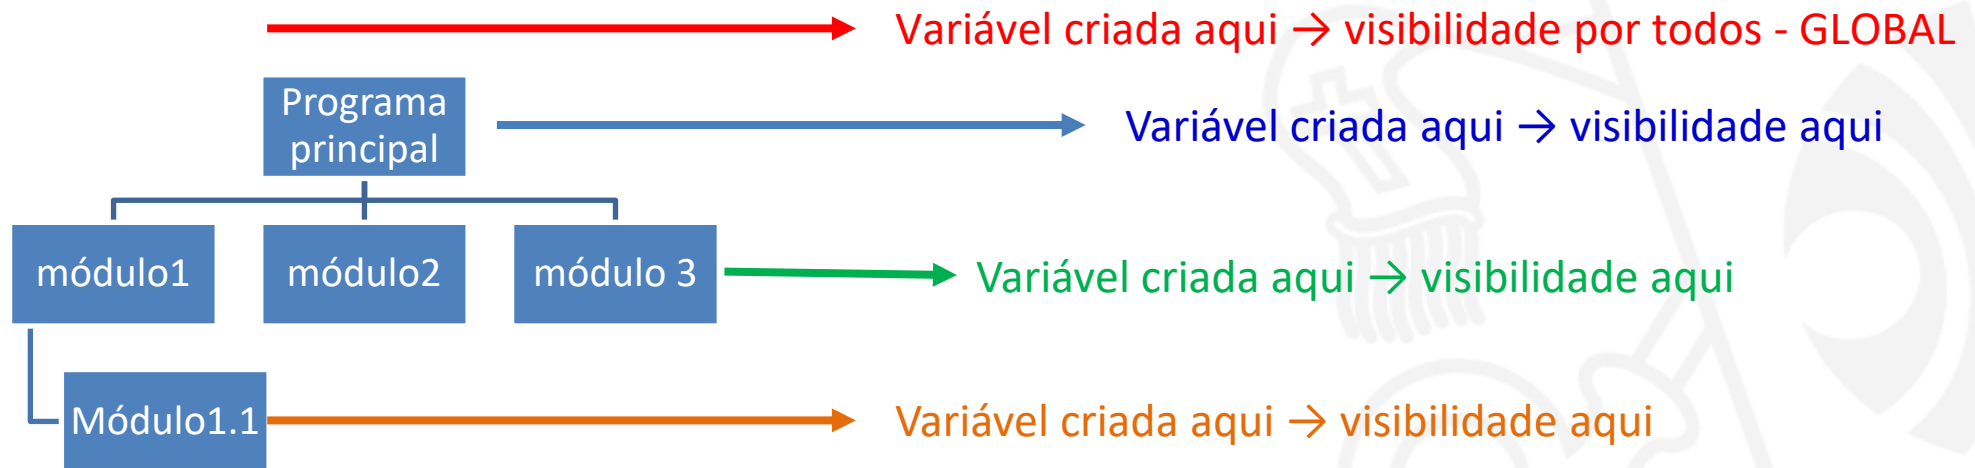 Variável criada aqui → visibilidade por todos - GLOBAL
Programa
principal
Variável criada aqui → visibilidade aqui
módulo1
módulo2
módulo 3
Variável criada aqui → visibilidade aqui
Módulo1.1
Variável criada aqui → visibilidade aqui